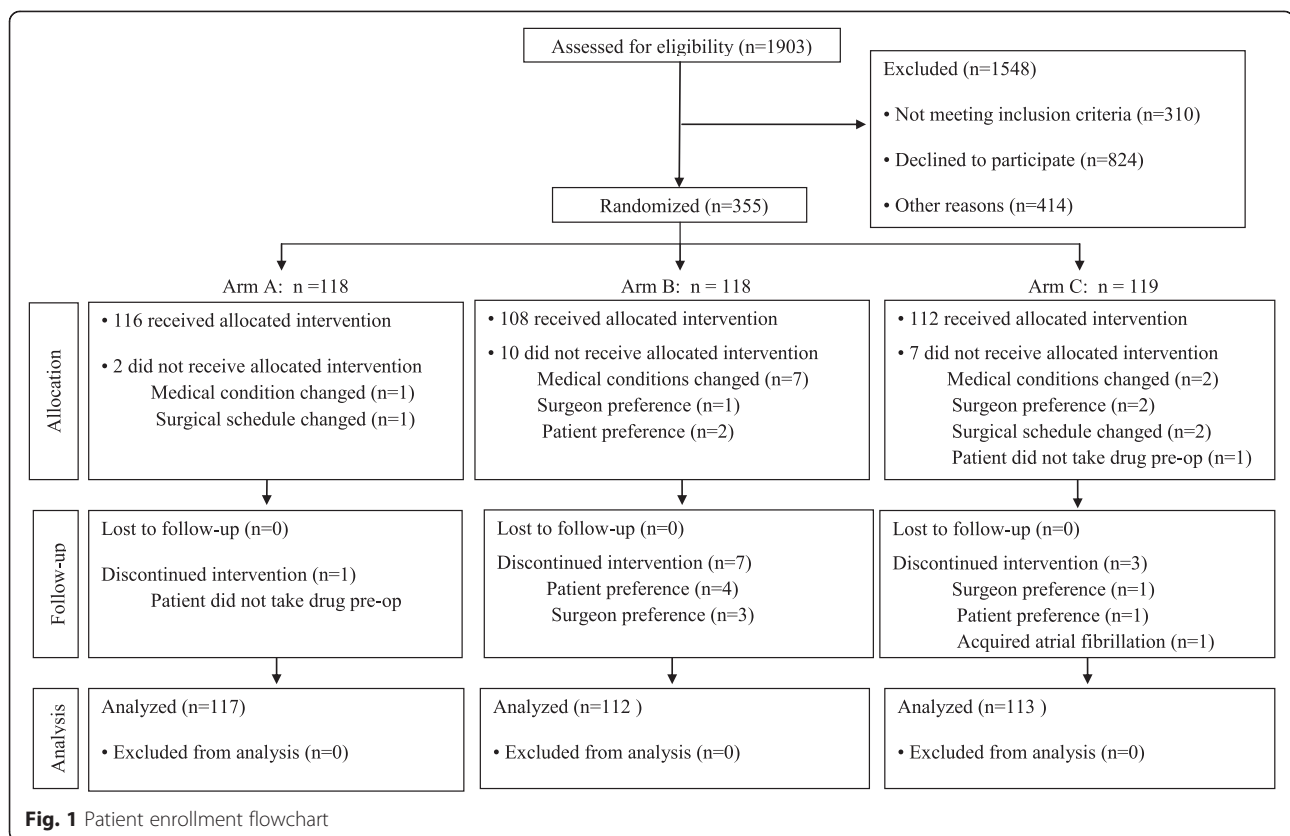 Assessed for eligibility (n=1903)
Excluded (n=1548)
• Not meeting inclusion criteria (n=310)
• Declined to participate (n=824)
• Other reasons (n=414)
Randomized (n=355)
Arm A: n =118
Arm B: n = 118
Arm C: n = 119
Allocation
• 116 received allocated intervention
• 2 did not receive allocated intervention
Medical condition changed (n=1)
Surgical schedule changed (n=1)
• 108 received allocated intervention
• 10 did not receive allocated intervention
Medical conditions changed (n=7)
Surgeon preference (n=1)
Patient preference (n=2)
• 112 received allocated intervention
• 7 did not receive allocated intervention
Medical conditions changed (n=2)
Surgeon preference (n=2)
Surgical schedule changed (n=2)
Patient did not take drug pre-op (n=1)
Follow-up
Lost to follow-up (n=0)
Discontinued intervention (n=1)
Patient did not take drug pre-op
Lost to follow-up (n=0)
Discontinued intervention (n=7)
Patient preference (n=4)
Surgeon preference (n=3)
Lost to follow-up (n=0)
Discontinued intervention (n=3)
Surgeon preference (n=1)
Patient preference (n=1)
Acquired atrial fibrillation (n=1)
Analysis
Analyzed (n=117)
• Excluded from analysis (n=0)
Analyzed (n=112 )
• Excluded from analysis (n=0)
Analyzed (n=113 )
• Excluded from analysis (n=0)
Fig. 1 Patient enrollment flowchart